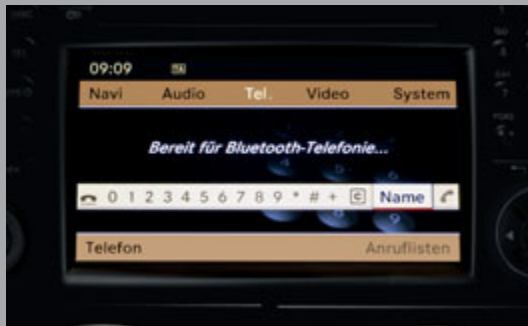 09:09 TA
Navi Audio Tel. Video System
Bereit für Bluetooth-Telefonie...
0 1 2 3 4 5 6 7 8 9 * # + C Name
Telefon Anruflisten